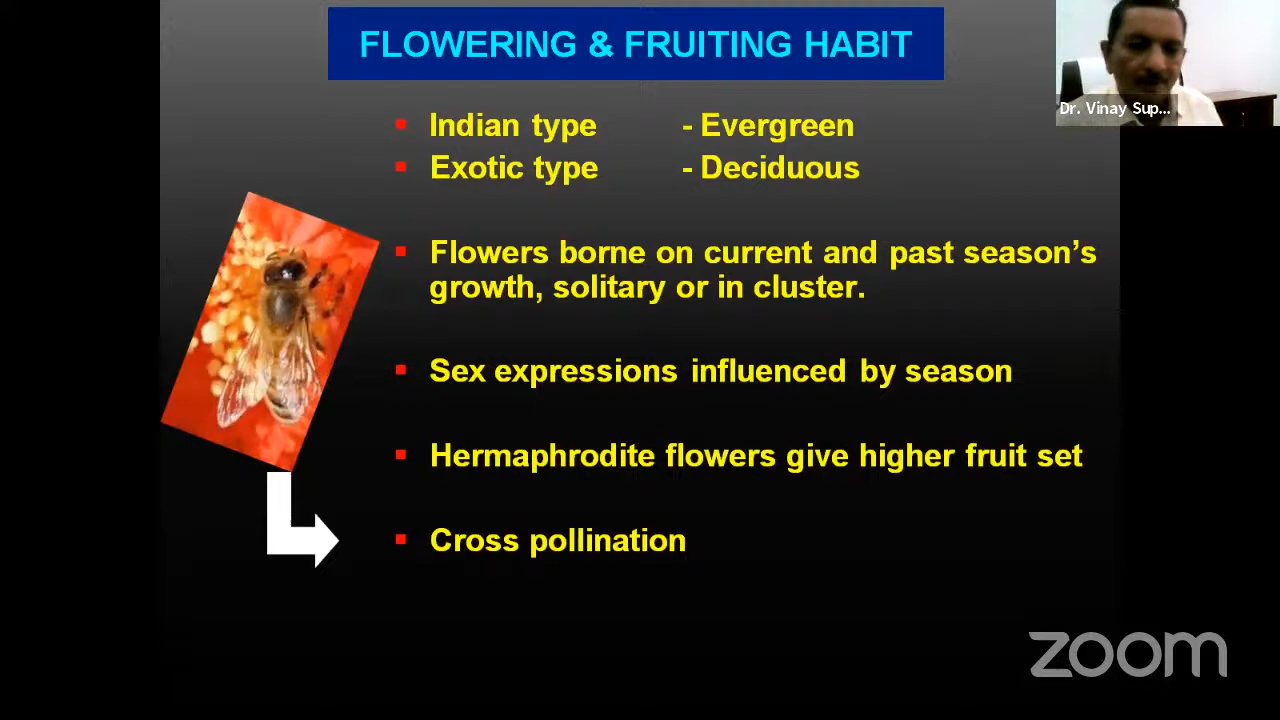 FLOWERING & FRUITING HABIT
Dr. Vinay Sup...
Indian type - Evergreen
Exotic type - Deciduous
Flowers borne on current and past season’s
growth, solitary or in cluster.
Sex expressions influenced by season
Hermaphrodite flowers give higher fruit set
Cross pollination
zoom